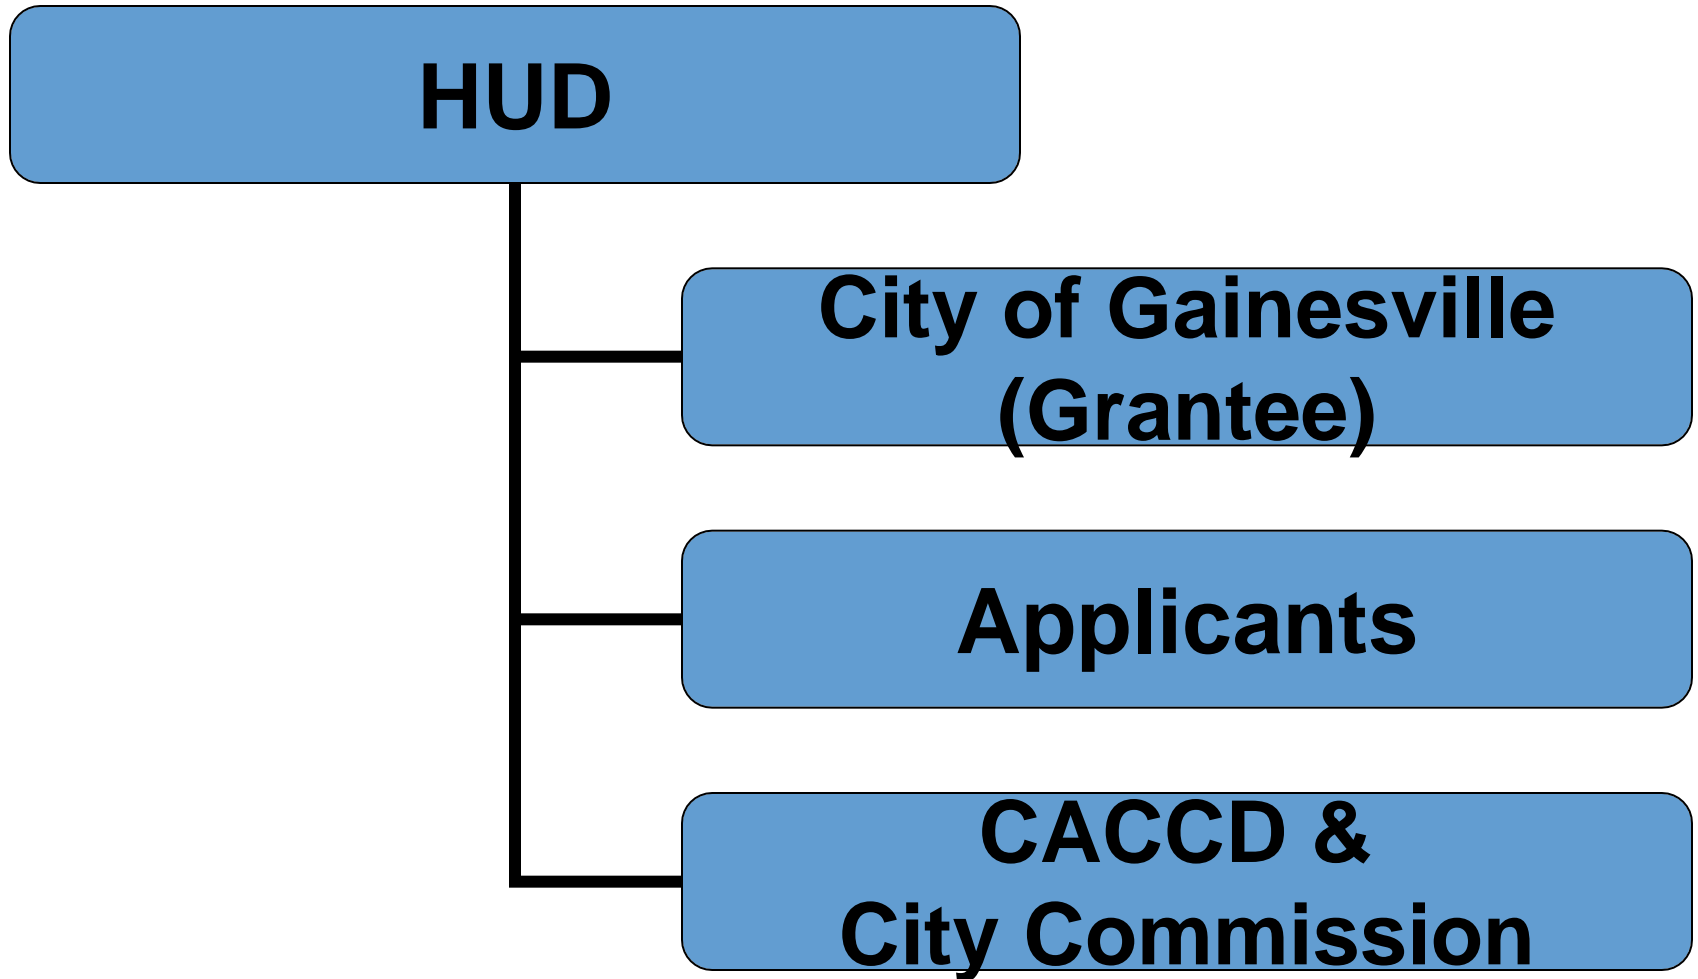 HUD
City of Gainesville
(Grantee)
Applicants
CACCD &
City Commission